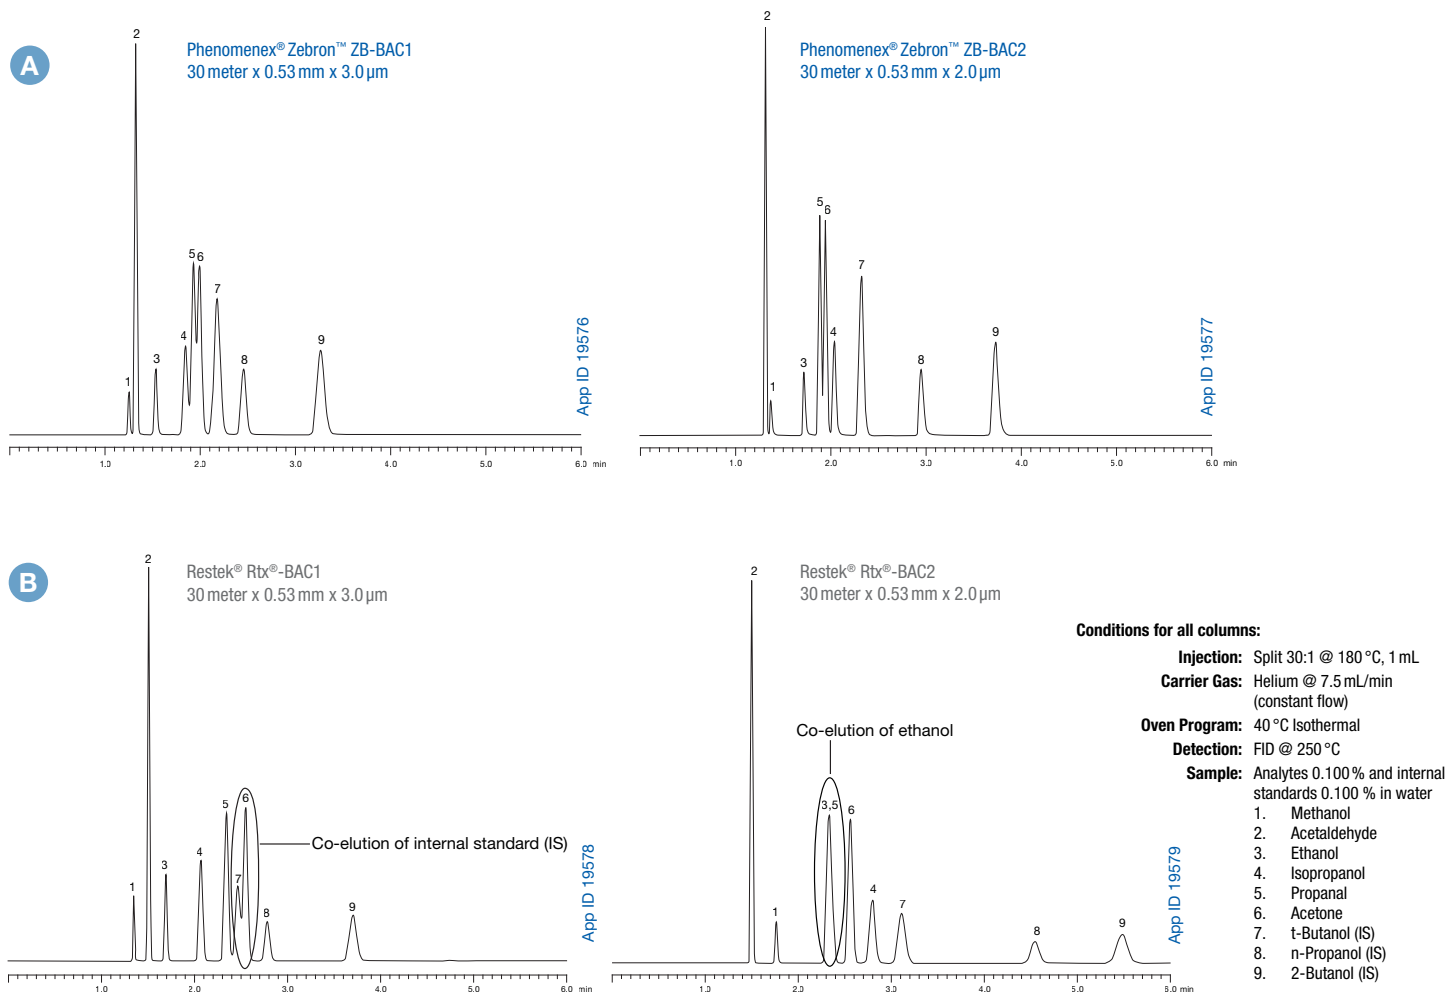 A
Phenomenex® Zebron™ ZB-BAC1
30 meter x 0.53 mm x 3.0 µm
1
2
3
4
5
6
7
8
9
App ID 19576
1.0 2.0 3.0 4.0 5.0 6.0 min
Phenomenex® Zebron™ ZB-BAC2
30 meter x 0.53 mm x 2.0 µm
2
1
3
5
6
4
7
8
9
App ID 19577
1.0 2.0 3.0 4.0 5.0 6.0 min
B
Restek® Rtx®-BAC1
30 meter x 0.53 mm x 3.0 µm
1
2
3
4
5
7
6
8
9
Co-elution of internal standard (IS)
App ID 19578
1.0 2.0 3.0 4.0 5.0 6.0 min
Restek® Rtx®-BAC2
30 meter x 0.53 mm x 2.0 µm
Co-elution of ethanol
2
1
3,5
6
4
7
8
9
App ID 19579
1.0 2.0 3.0 4.0 5.0 6.0 min
Conditions for all columns:
Injection: Split 30:1 @ 180 °C, 1 mL
Carrier Gas: Helium @ 7.5 mL/min
(constant flow)
Oven Program: 40 °C Isothermal
Detection: FID @ 250 °C
Sample: Analytes 0.100 % and internal
standards 0.100 % in water
1. Methanol
2. Acetaldehyde
3. Ethanol
4. Isopropanol
5. Propanal
6. Acetone
7. t-Butanol (IS)
8. n-Propanol (IS)
9. 2-Butanol (IS)